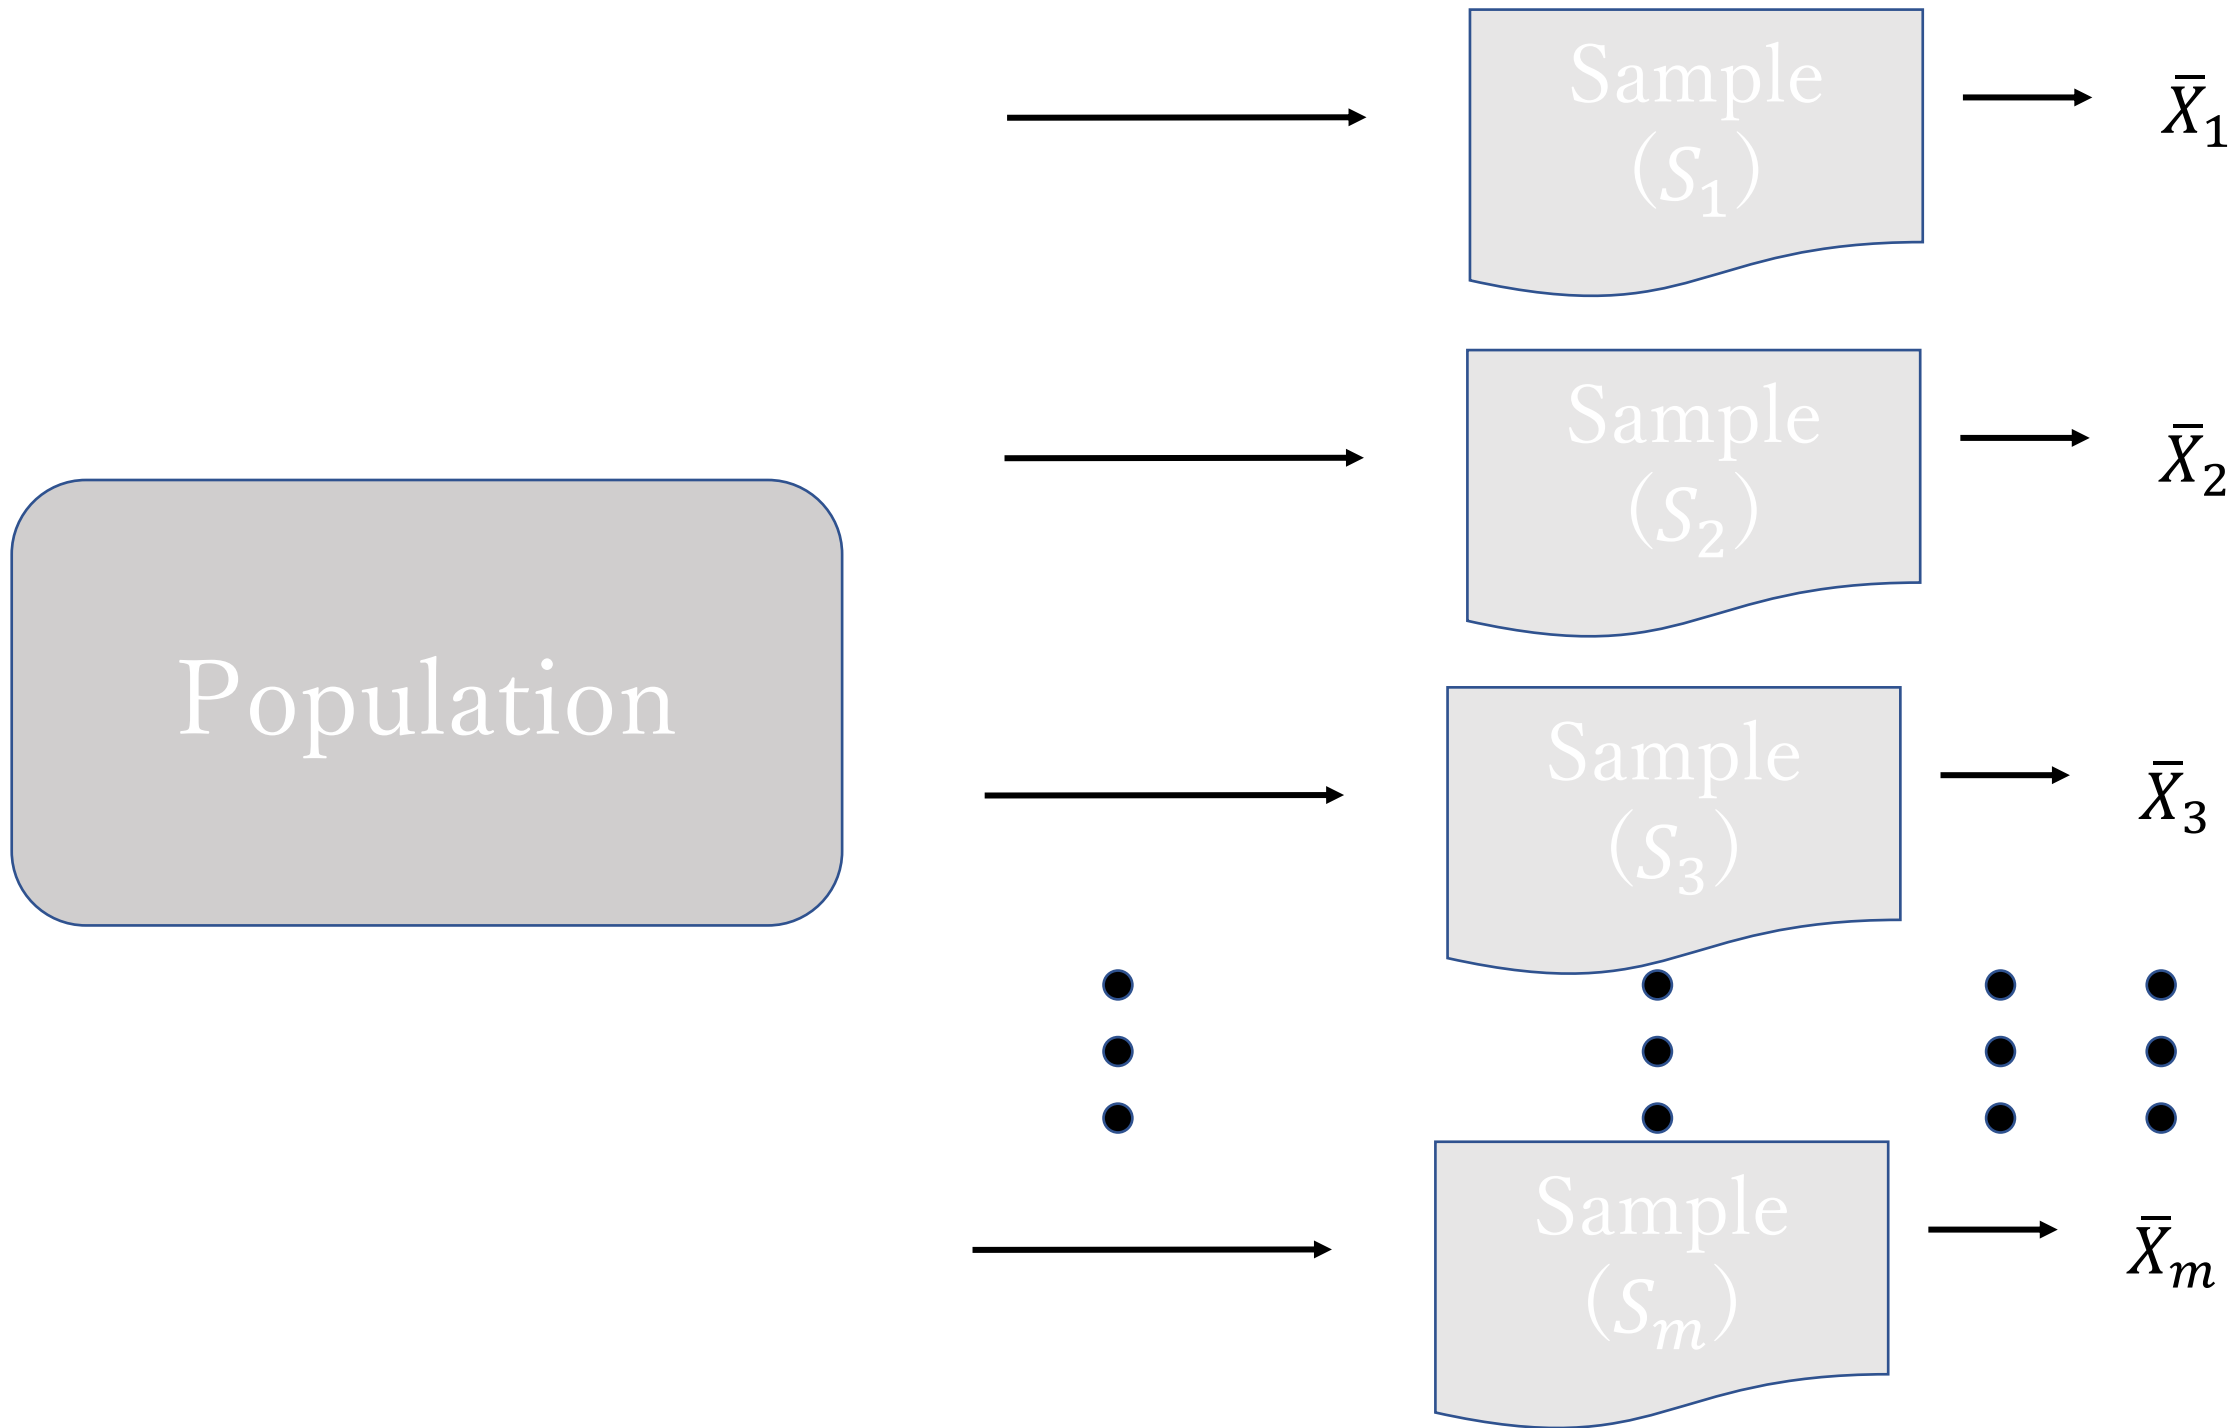 Sample
(S₁)
X̄₁
Sample
(S₂)
X̄₂
Population
Sample
(S₃)
X̄₃
Sample
(Sₘ)
X̄ₘ